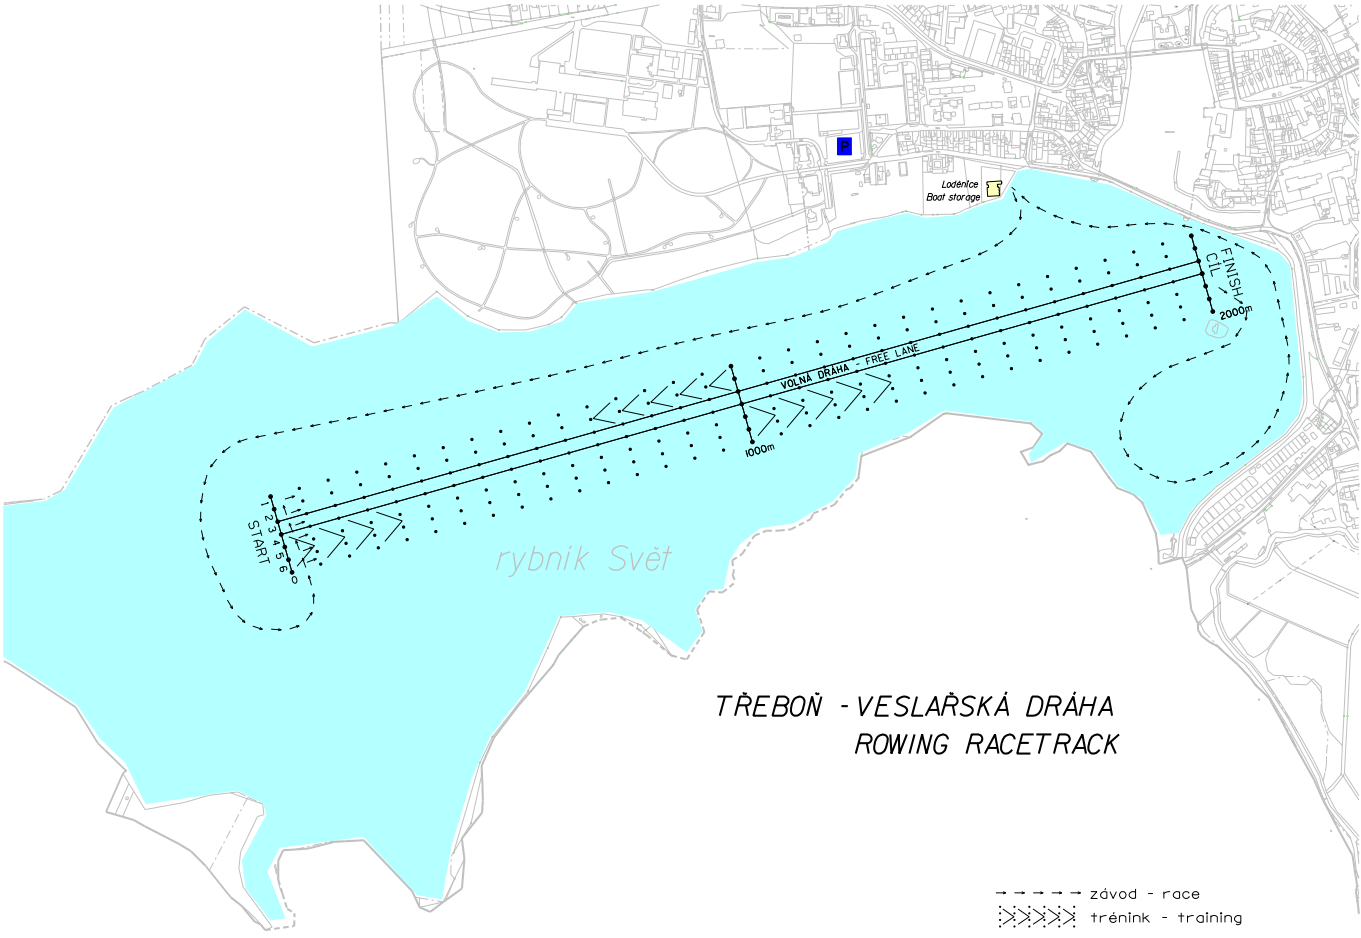 P
Loděnice
Boat storage
FINISH
CÍL
2000m
VOLNÁ DRÁHA - FREE LANE
1000m
1 2 3 4 5 6
START
0
rybník Svět
TŘEBOŇ - VESLAŘSKÁ DRÁHA
ROWING RACETRACK
závod - race
trénink - training